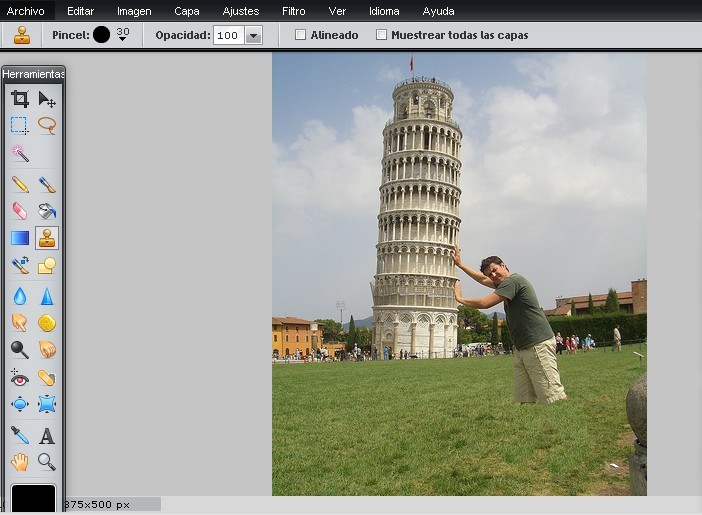 Archivo Editar Imagen Capa Ajustes Filtro Ver Idioma Ayuda
Pincel: 30 Opacidad: 100 Alineado Muestrear todas las capas
Herramientas
A
375x500 px